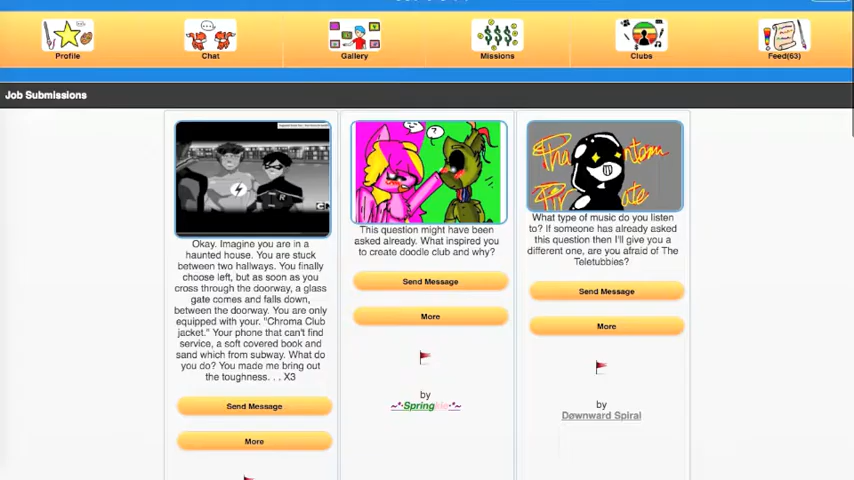 Profile
Chat
Gallery
Missions
Clubs
Feed(63)
Job Submissions
Okay. Imagine you are in a
haunted house. You are stuck
between two hallways. You finally
choose left, but as soon as you
cross through the doorway, a glass
gate comes and falls down,
between the doorway. You are only
equipped with your. "Chroma Club
jacket." Your phone that can't find
service, a soft covered book and
sand which from subway. What do
you do? You made me bring out
the toughness. . . X3
Send Message
More
?
This question might have been
asked already. What inspired you
to create doodle club and why?
Send Message
More
by
~*·Springkle·*~
Phantom
Pirate
What type of music do you listen
to? If someone has already asked
this question then I'll give you a
different one, are you afraid of The
Teletubbies?
Send Message
More
by
Døwnward Spiral